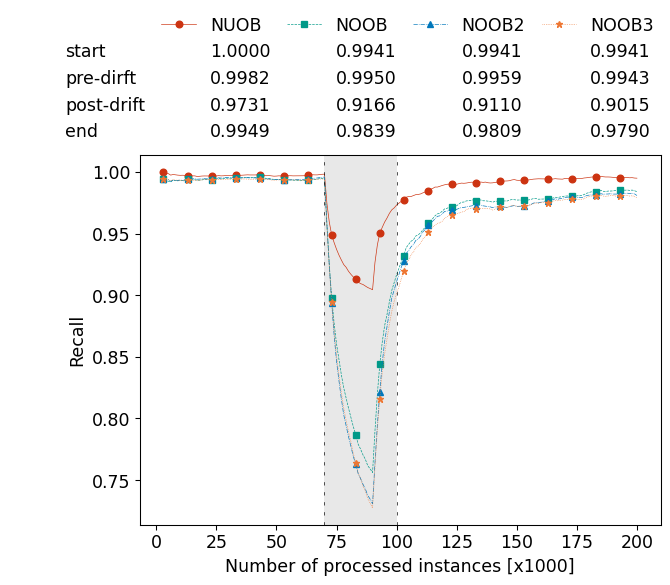 NUOB NOOB NOOB2 NOOB3
start 1.0000 0.9941 0.9941 0.9941
pre-dirft 0.9982 0.9950 0.9959 0.9943
post-drift 0.9731 0.9166 0.9110 0.9015
end 0.9949 0.9839 0.9809 0.9790
1.00
0.95
0.90
0.85
0.80
0.75
Recall
0 25 50 75 100 125 150 175 200
Number of processed instances [x1000]